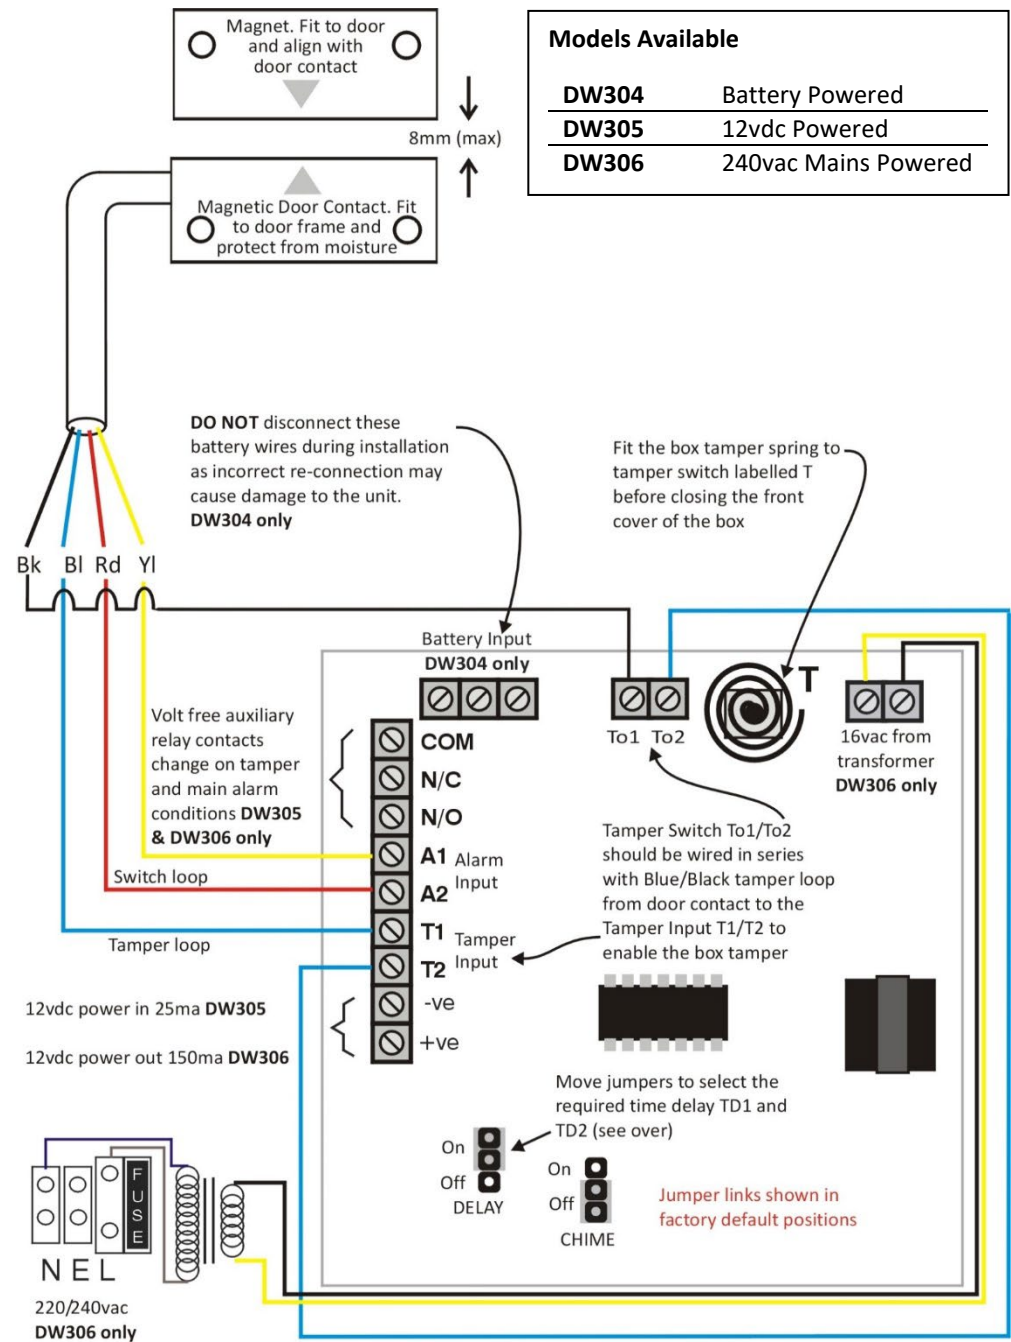 Magnet. Fit to door
and align with
door contact
8mm (max)
Magnetic Door Contact. Fit
to door frame and
protect from moisture
Models Available
DW304 Battery Powered
DW305 12vdc Powered
DW306 240vac Mains Powered
DO NOT disconnect these
battery wires during installation
as incorrect re-connection may
cause damage to the unit.
DW304 only
Fit the box tamper spring to
tamper switch labelled T
before closing the front
cover of the box
Bk Bl Rd Yl
Battery Input
DW304 only
To1 To2
T
16vac from
transformer
DW306 only
Volt free auxiliary
relay contacts
change on tamper
and main alarm
conditions DW305
& DW306 only
COM
N/C
N/O
A1
A2
Alarm
Input
T1
T2
Tamper
Input
-ve
+ve
Switch loop
Tamper loop
Tamper Switch To1/To2
should be wired in series
with Blue/Black tamper loop
from door contact to the
Tamper Input T1/T2 to
enable the box tamper
12vdc power in 25ma DW305
12vdc power out 150ma DW306
Move jumpers to select the
required time delay TD1 and
TD2 (see over)
On
Off
DELAY
On
Off
CHIME
Jumper links shown in
factory default positions
FUSE
N E L
220/240vac
DW306 only